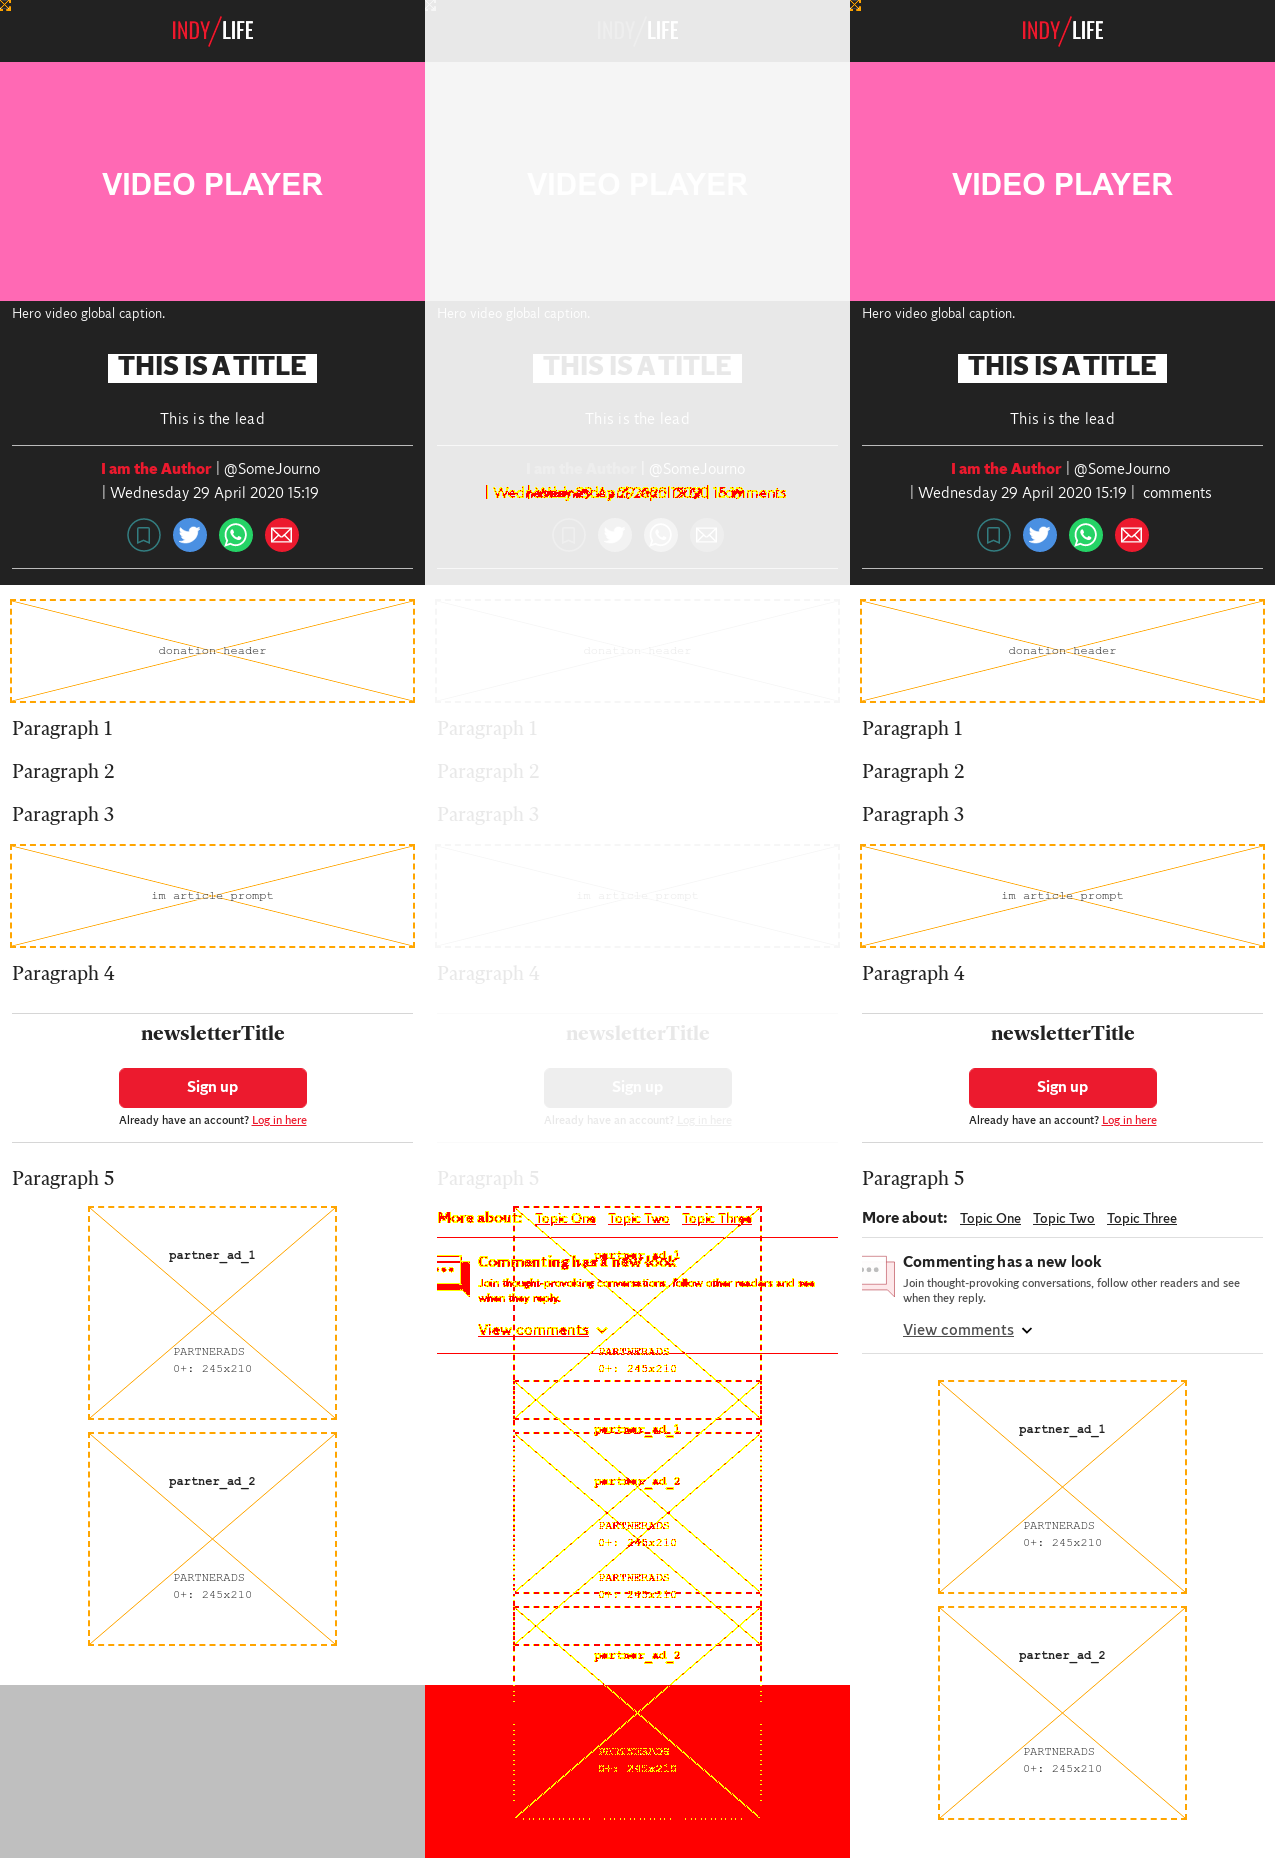 INDY/LIFE
VIDEO PLAYER
Hero video global caption.
THIS IS A TITLE
This is the lead
I am the Author | @SomeJourno
| Wednesday 29 April 2020 15:19
donation header
Paragraph 1
Paragraph 2
Paragraph 3
im article prompt
Paragraph 4
newsletterTitle
Sign up
Already have an account? Log in here
Paragraph 5
partner_ad_1
PARTNERADS
0+: 245x210
partner_ad_2
PARTNERADS
0+: 245x210
INDY/LIFE
VIDEO PLAYER
Hero video global caption.
THIS IS A TITLE
This is the lead
I am the Author | @SomeJourno
donation header
Paragraph 1
Paragraph 2
Paragraph 3
im article prompt
Paragraph 4
newsletterTitle
Sign up
Already have an account? Log in here
Paragraph 5
More about: Topic One Topic Two Topic Three
partner_ad_1
Commenting has a new look
Join thought-provoking conversations, follow other readers and see
when they reply.
View comments
PARTNERADS
0+: 245x210
partner_ad_1
partner_ad_2
PARTNERADS
0+: 245x210
PARTNERADS
0+: 245x210
partner_ad_2
PARTNERADS
0+: 245x210
INDY/LIFE
VIDEO PLAYER
Hero video global caption.
THIS IS A TITLE
This is the lead
I am the Author | @SomeJourno
| Wednesday 29 April 2020 15:19 | comments
donation header
Paragraph 1
Paragraph 2
Paragraph 3
im article prompt
Paragraph 4
newsletterTitle
Sign up
Already have an account? Log in here
Paragraph 5
More about: Topic One Topic Two Topic Three
Commenting has a new look
Join thought-provoking conversations, follow other readers and see
when they reply.
View comments
partner_ad_1
PARTNERADS
0+: 245x210
partner_ad_2
PARTNERADS
0+: 245x210